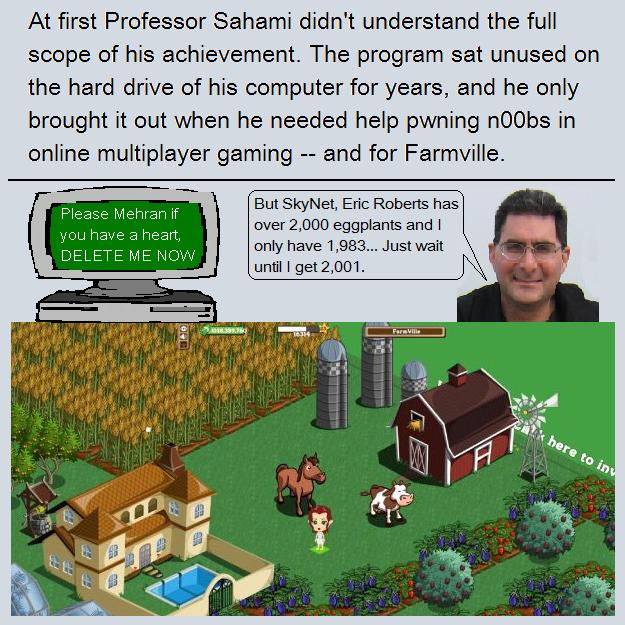 At first Professor Sahami didn't understand the full
scope of his achievement. The program sat unused on
the hard drive of his computer for years, and he only
brought it out when he needed help pwning n00bs in
online multiplayer gaming -- and for Farmville.
Please Mehran if
you have a heart,
DELETE ME NOW
But SkyNet, Eric Roberts has
over 2,000 eggplants and I
only have 1,983... Just wait
until I get 2,001.
FarmVille
here to inv